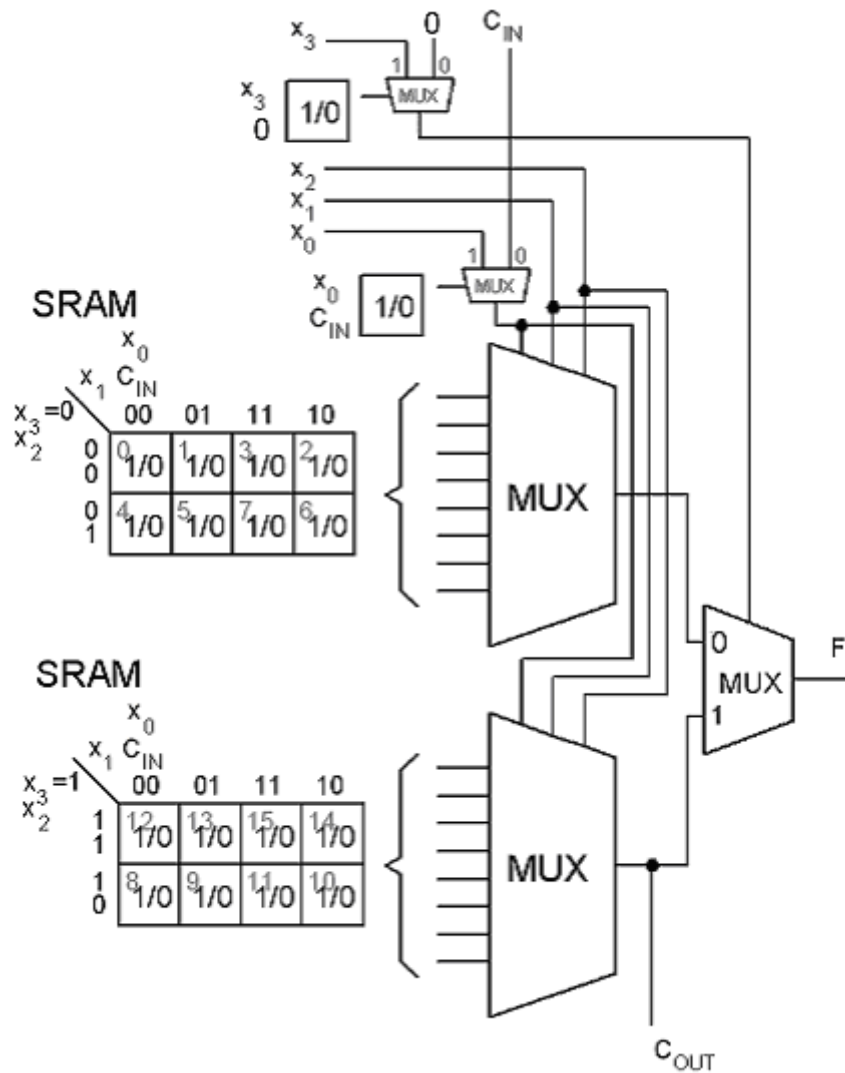 x3 0 CIN
1 0
MUX
x3
0
1/0
x2
x1
x0
1 0
MUX
x0
CIN
1/0
SRAM
x0
x1 CIN
x3 =0
x2
00 01 11 10
0
0
0 1/0 1 1/0 3 1/0 2 1/0
0
1
4 1/0 5 1/0 7 1/0 6 1/0
MUX
0
MUX
1
F
SRAM
x0
x1 CIN
x3 =1
x2
00 01 11 10
1
1
12 1/0 13 1/0 15 1/0 14 1/0
1
0
8 1/0 9 1/0 11 1/0 10 1/0
MUX
COUT